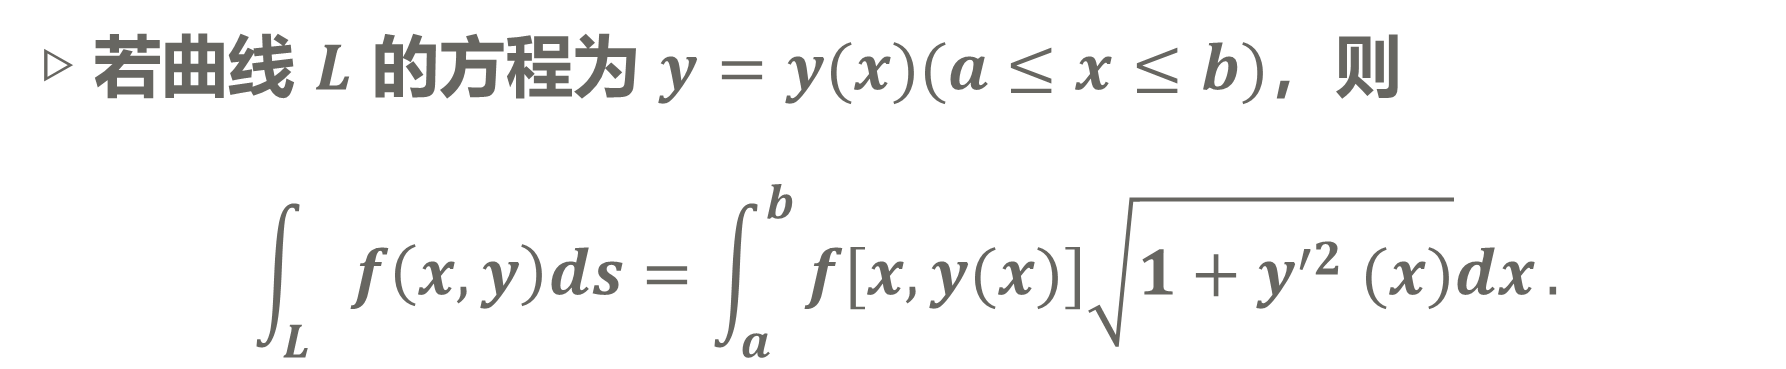 ▷ 若曲线 L 的方程为 y = y(x)(a ≤ x ≤ b)，则
∫_L f(x,y)ds = ∫_a^b f[x,y(x)]√(1 + y′² (x))dx.